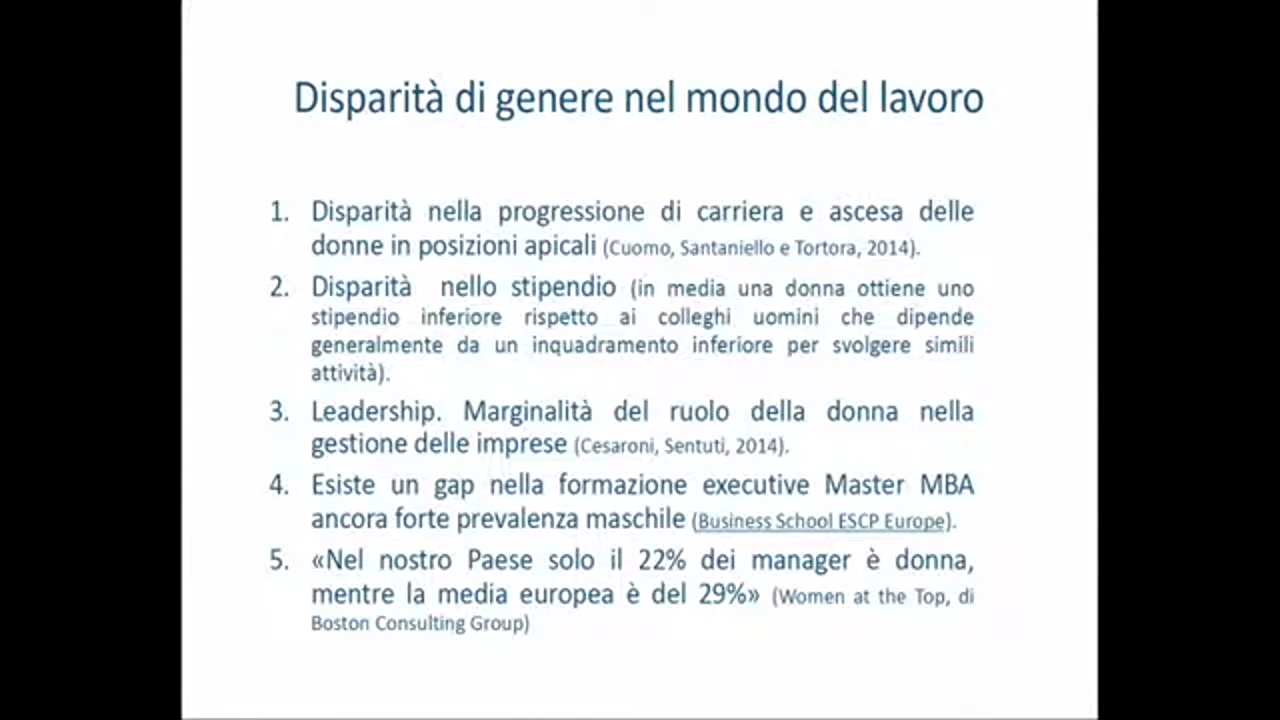 Disparità di genere nel mondo del lavoro
1. Disparità nella progressione di carriera e ascesa delle
donne in posizioni apicali (Cuomo, Santaniello e Tortora, 2014).
2. Disparità nello stipendio (in media una donna ottiene uno
stipendio inferiore rispetto ai colleghi uomini che dipende
generalmente da un inquadramento inferiore per svolgere simili
attività).
3. Leadership. Marginalità del ruolo della donna nella
gestione delle imprese (Cesaroni, Sentuti, 2014).
4. Esiste un gap nella formazione executive Master MBA
ancora forte prevalenza maschile (Business School ESCP Europe).
5. «Nel nostro Paese solo il 22% dei manager è donna,
mentre la media europea è del 29%» (Women at the Top, di
Boston Consulting Group)